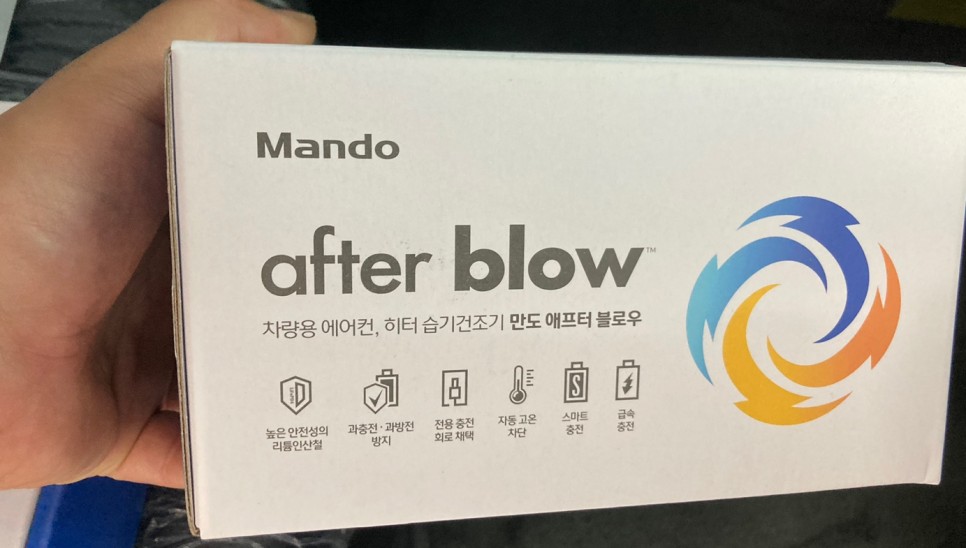 Mando
after blow™
차량용 에어컨, 히터 습기건조기 만도 애프터 블로우
높은 안전성의
리튬인산철
과충전·과방전
방지
전용 충전
회로 채택
자동 고온
차단
스마트
충전
급속
충전